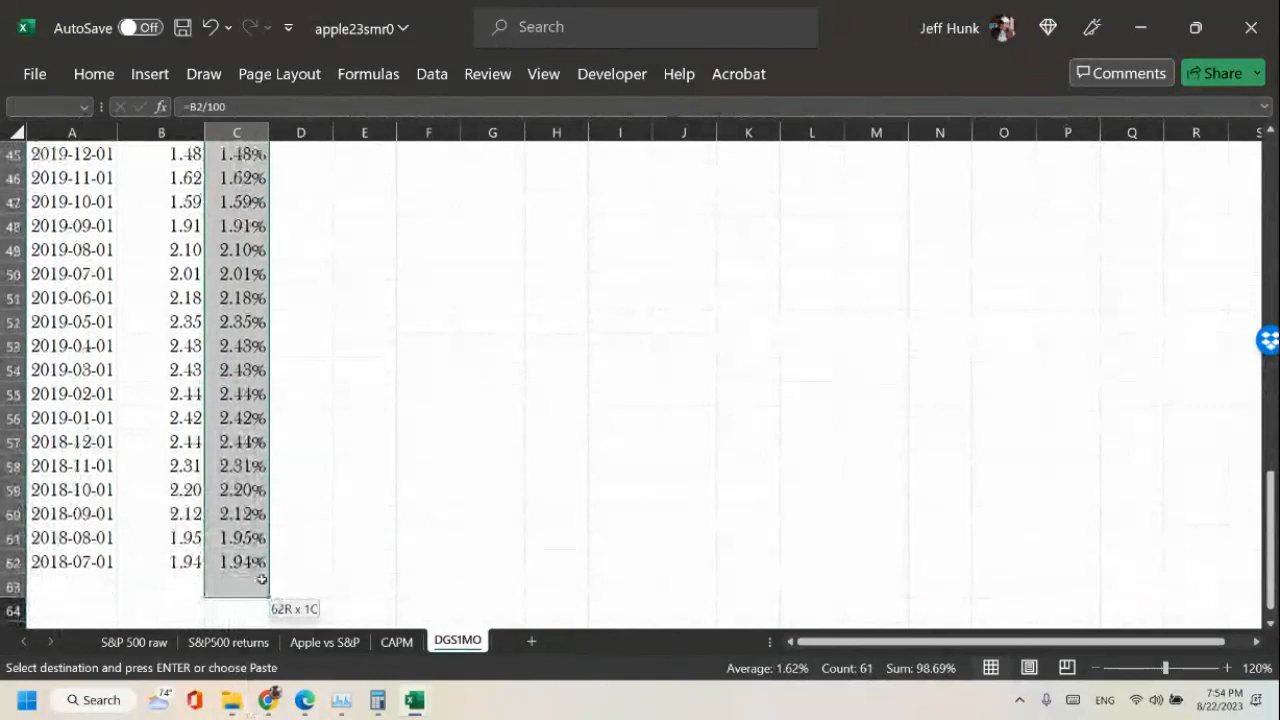 AutoSave Off apple23smr0 Search Jeff Hunk
File Home Insert Draw Page Layout Formulas Data Review View Developer Help Acrobat Comments Share
fx =B2/100
A B C D E F G H I J K L M N O P Q R S
45 2019-12-01 1.48 1.48%
46 2019-11-01 1.62 1.62%
47 2019-10-01 1.59 1.59%
48 2019-09-01 1.91 1.91%
49 2019-08-01 2.10 2.10%
50 2019-07-01 2.01 2.01%
51 2019-06-01 2.18 2.18%
52 2019-05-01 2.35 2.35%
53 2019-04-01 2.43 2.43%
54 2019-03-01 2.43 2.43%
55 2019-02-01 2.44 2.44%
56 2019-01-01 2.42 2.42%
57 2018-12-01 2.44 2.44%
58 2018-11-01 2.31 2.31%
59 2018-10-01 2.20 2.20%
60 2018-09-01 2.12 2.12%
61 2018-08-01 1.95 1.95%
62 2018-07-01 1.94 1.94%
63
64 62R x 1C
S&P 500 raw S&P500 returns Apple vs S&P CAPM DGS1MO
Select destination and press ENTER or choose Paste Average: 1.62% Count: 61 Sum: 98.69% 120%
Search 74° ENG 7:54 PM
8/22/2023